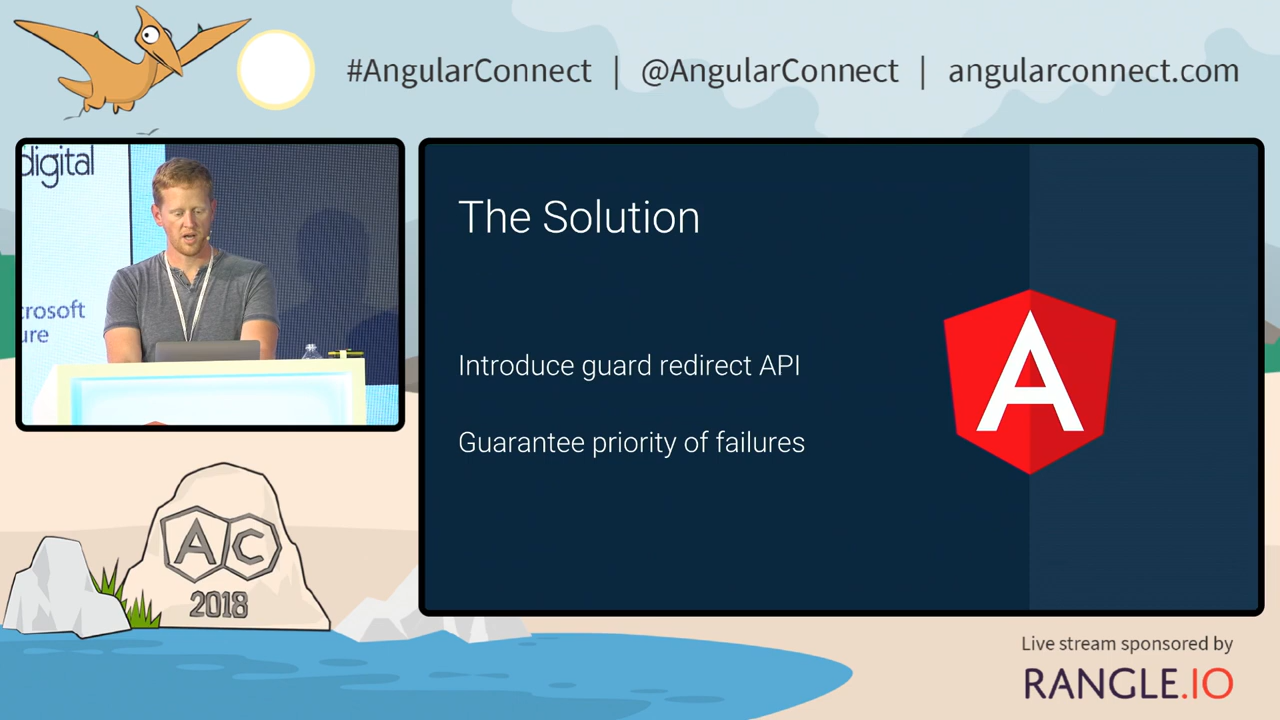 #AngularConnect | @AngularConnect | angularconnect.com
digital
crosoft
ure
The Solution
Introduce guard redirect API
Guarantee priority of failures
A
AC
2018
Live stream sponsored by
RANGLE.IO